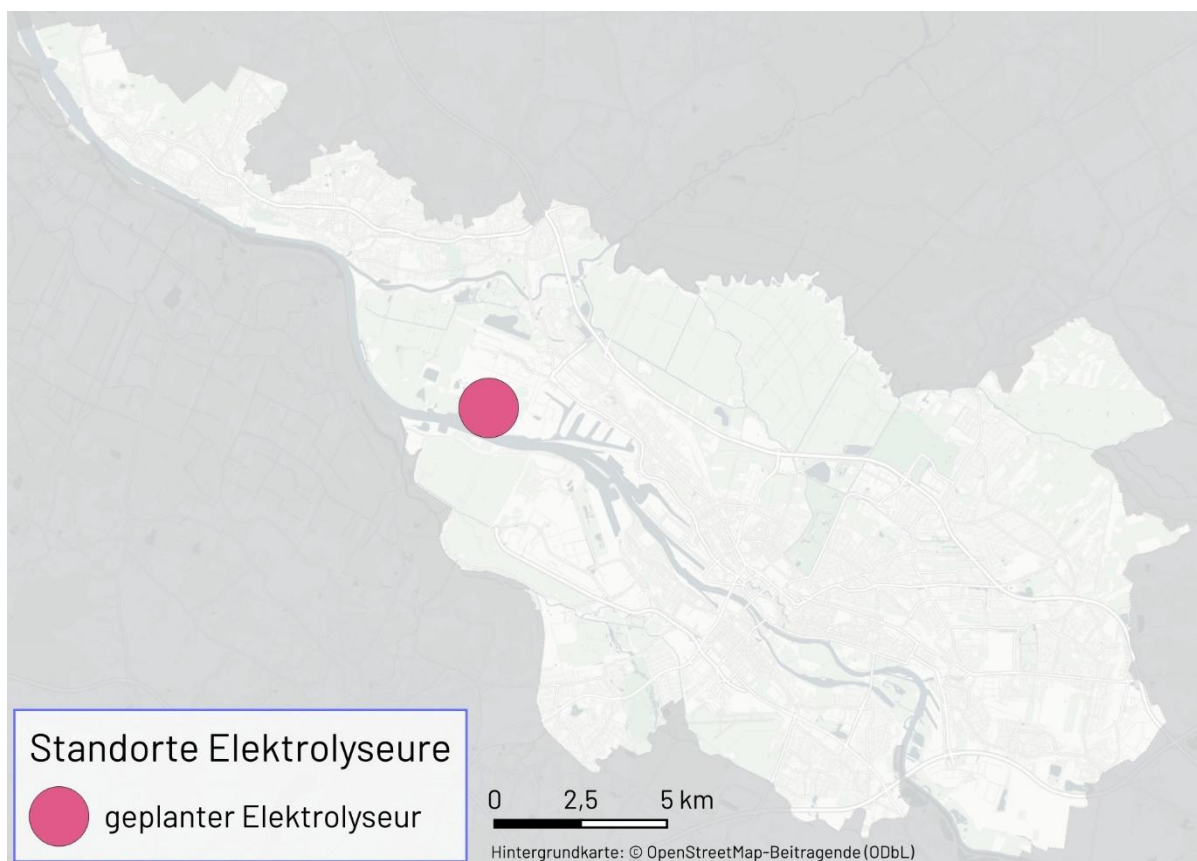 Standorte Elektrolyseure
geplanter Elektrolyseur
0 2,5 5 km
Hintergrundkarte: © OpenStreetMap-Beitragende (ODbL)